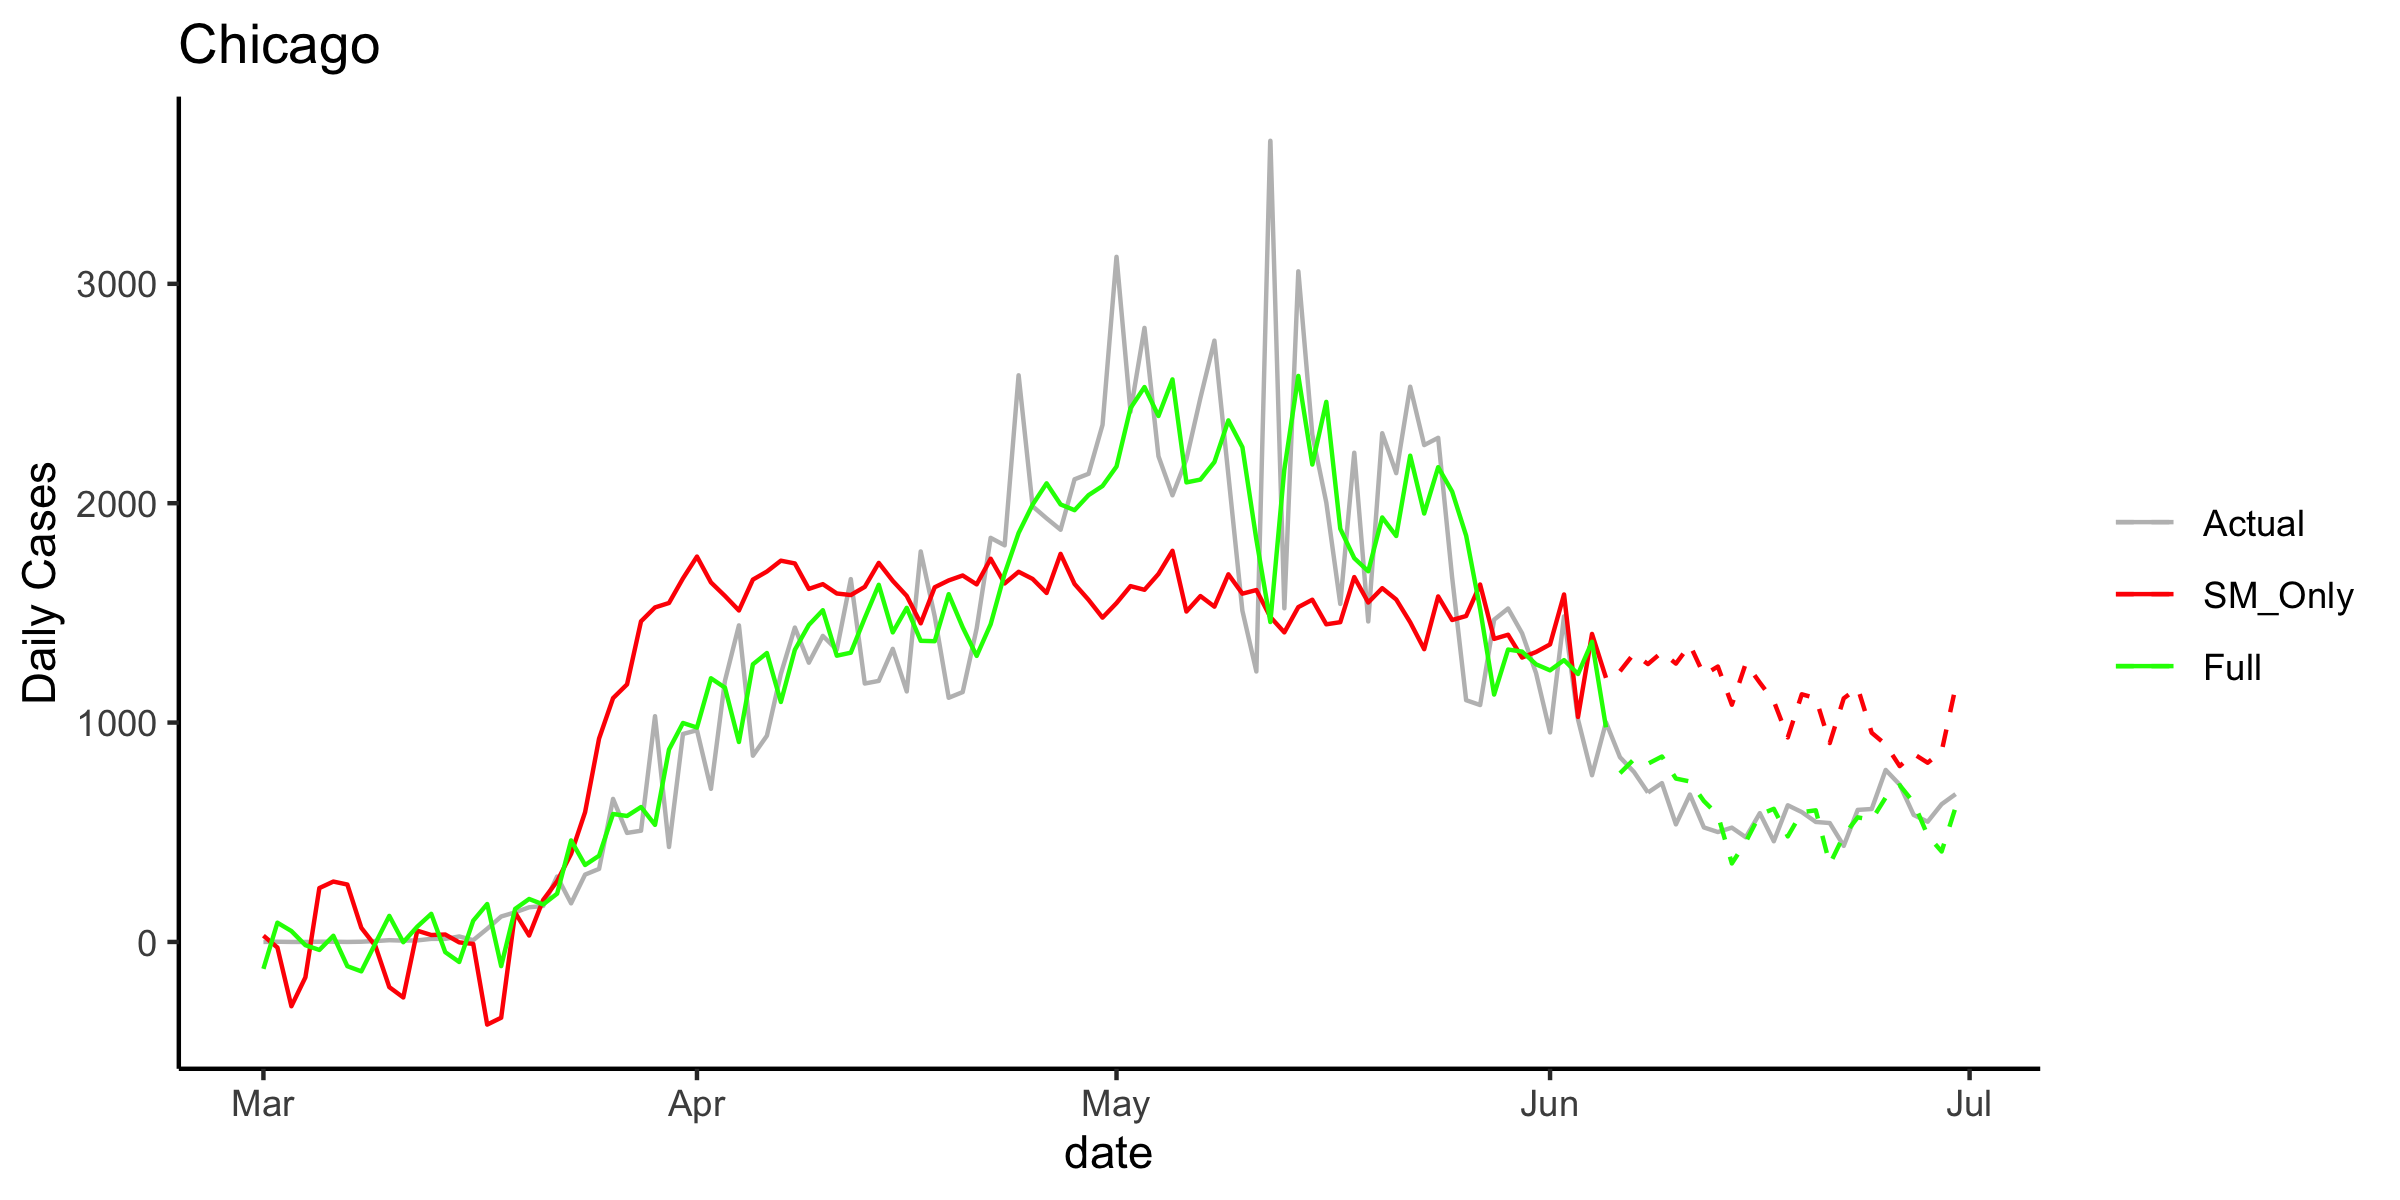 Chicago
Daily Cases
3000
2000
1000
0
Mar
Apr
May
Jun
Jul
date
Actual
SM_Only
Full